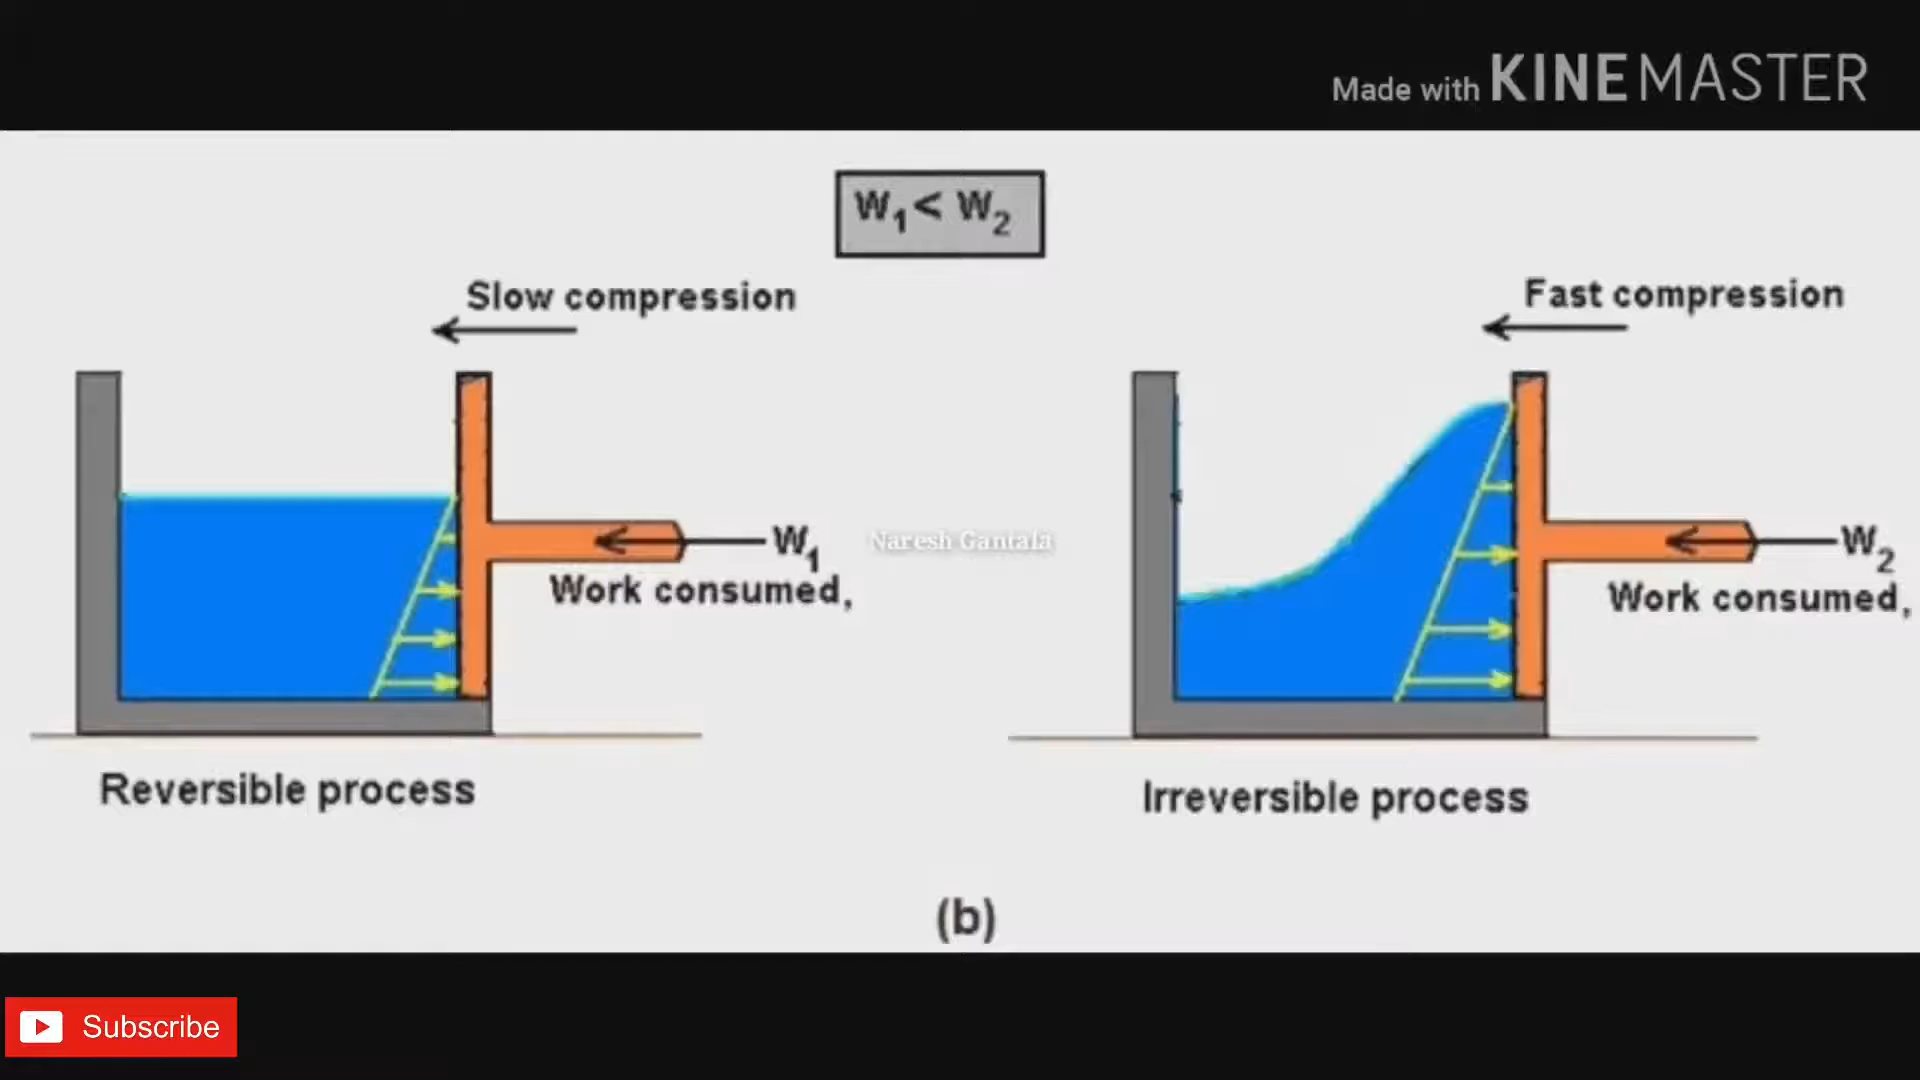 Made with KINEMASTER
W1 < W2
Slow compression
Fast compression
W1
Work consumed,
Naresh Gantala
W2
Work consumed,
Reversible process
Irreversible process
(b)
Subscribe